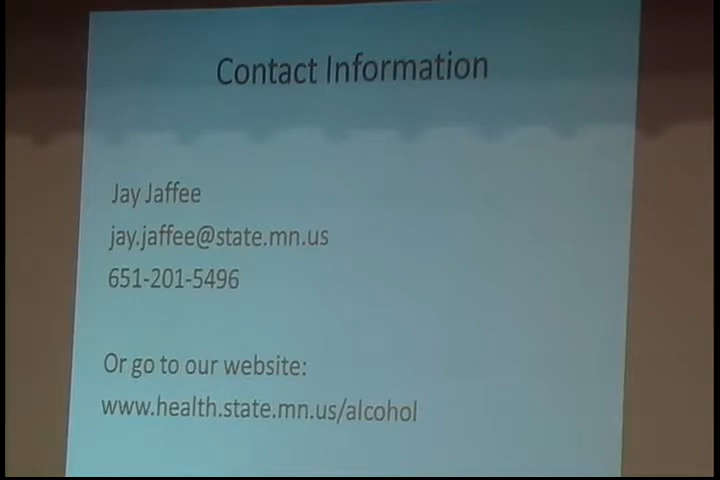 Contact Information
Jay Jaffee
jay.jaffee@state.mn.us
651-201-5496
Or go to our website:
www.health.state.mn.us/alcohol